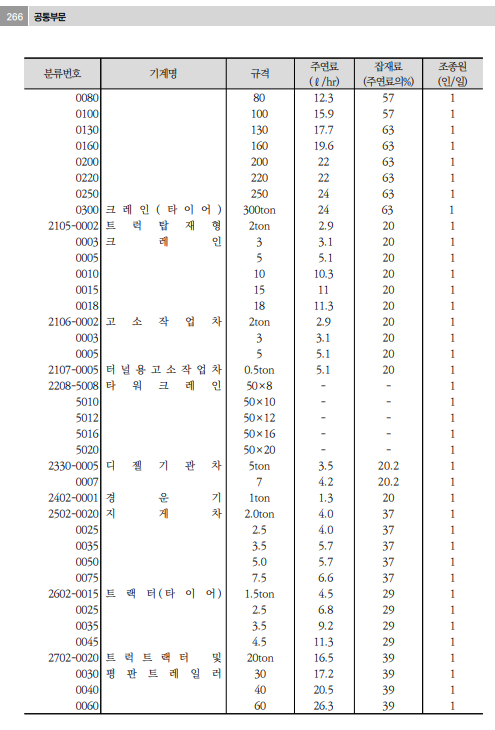 266 공통부문
분류번호 기계명 규격 주연료 (ℓ/hr) 잡재료 (주연료의%) 조종원 (인/일)
0080 80 12.3 57 1
0100 100 15.9 57 1
0130 130 17.7 63 1
0160 160 19.6 63 1
0200 200 22 63 1
0220 220 22 63 1
0250 250 24 63 1
0300 크레인(타이어) 300ton 24 63 1
2105-0002 트럭탑재형 2ton 2.9 20 1
0003 크레인 3 3.1 20 1
0005 5 5.1 20 1
0010 10 10.3 20 1
0015 15 11 20 1
0018 18 11.3 20 1
2106-0002 고소작업차 2ton 2.9 20 1
0003 3 3.1 20 1
0005 5 5.1 20 1
2107-0005 터널용고소작업차 0.5ton 5.1 20 1
2208-5008 타워크레인 50×8 - - 1
5010 50×10 - - 1
5012 50×12 - - 1
5016 50×16 - - 1
5020 50×20 - - 1
2330-0005 디젤기관차 5ton 3.5 20.2 1
0007 7 4.2 20.2 1
2402-0001 경운기 1ton 1.3 20 1
2502-0020 지게차 2.0ton 4.0 37 1
0025 2.5 4.0 37 1
0035 3.5 5.7 37 1
0050 5.0 5.7 37 1
0075 7.5 6.6 37 1
2602-0015 트랙터(타이어) 1.5ton 4.5 29 1
0025 2.5 6.8 29 1
0035 3.5 9.2 29 1
0045 4.5 11.3 29 1
2702-0020 트럭트랙터 및 20ton 16.5 39 1
0030 평판트레일러 30 17.2 39 1
0040 40 20.5 39 1
0060 60 26.3 39 1